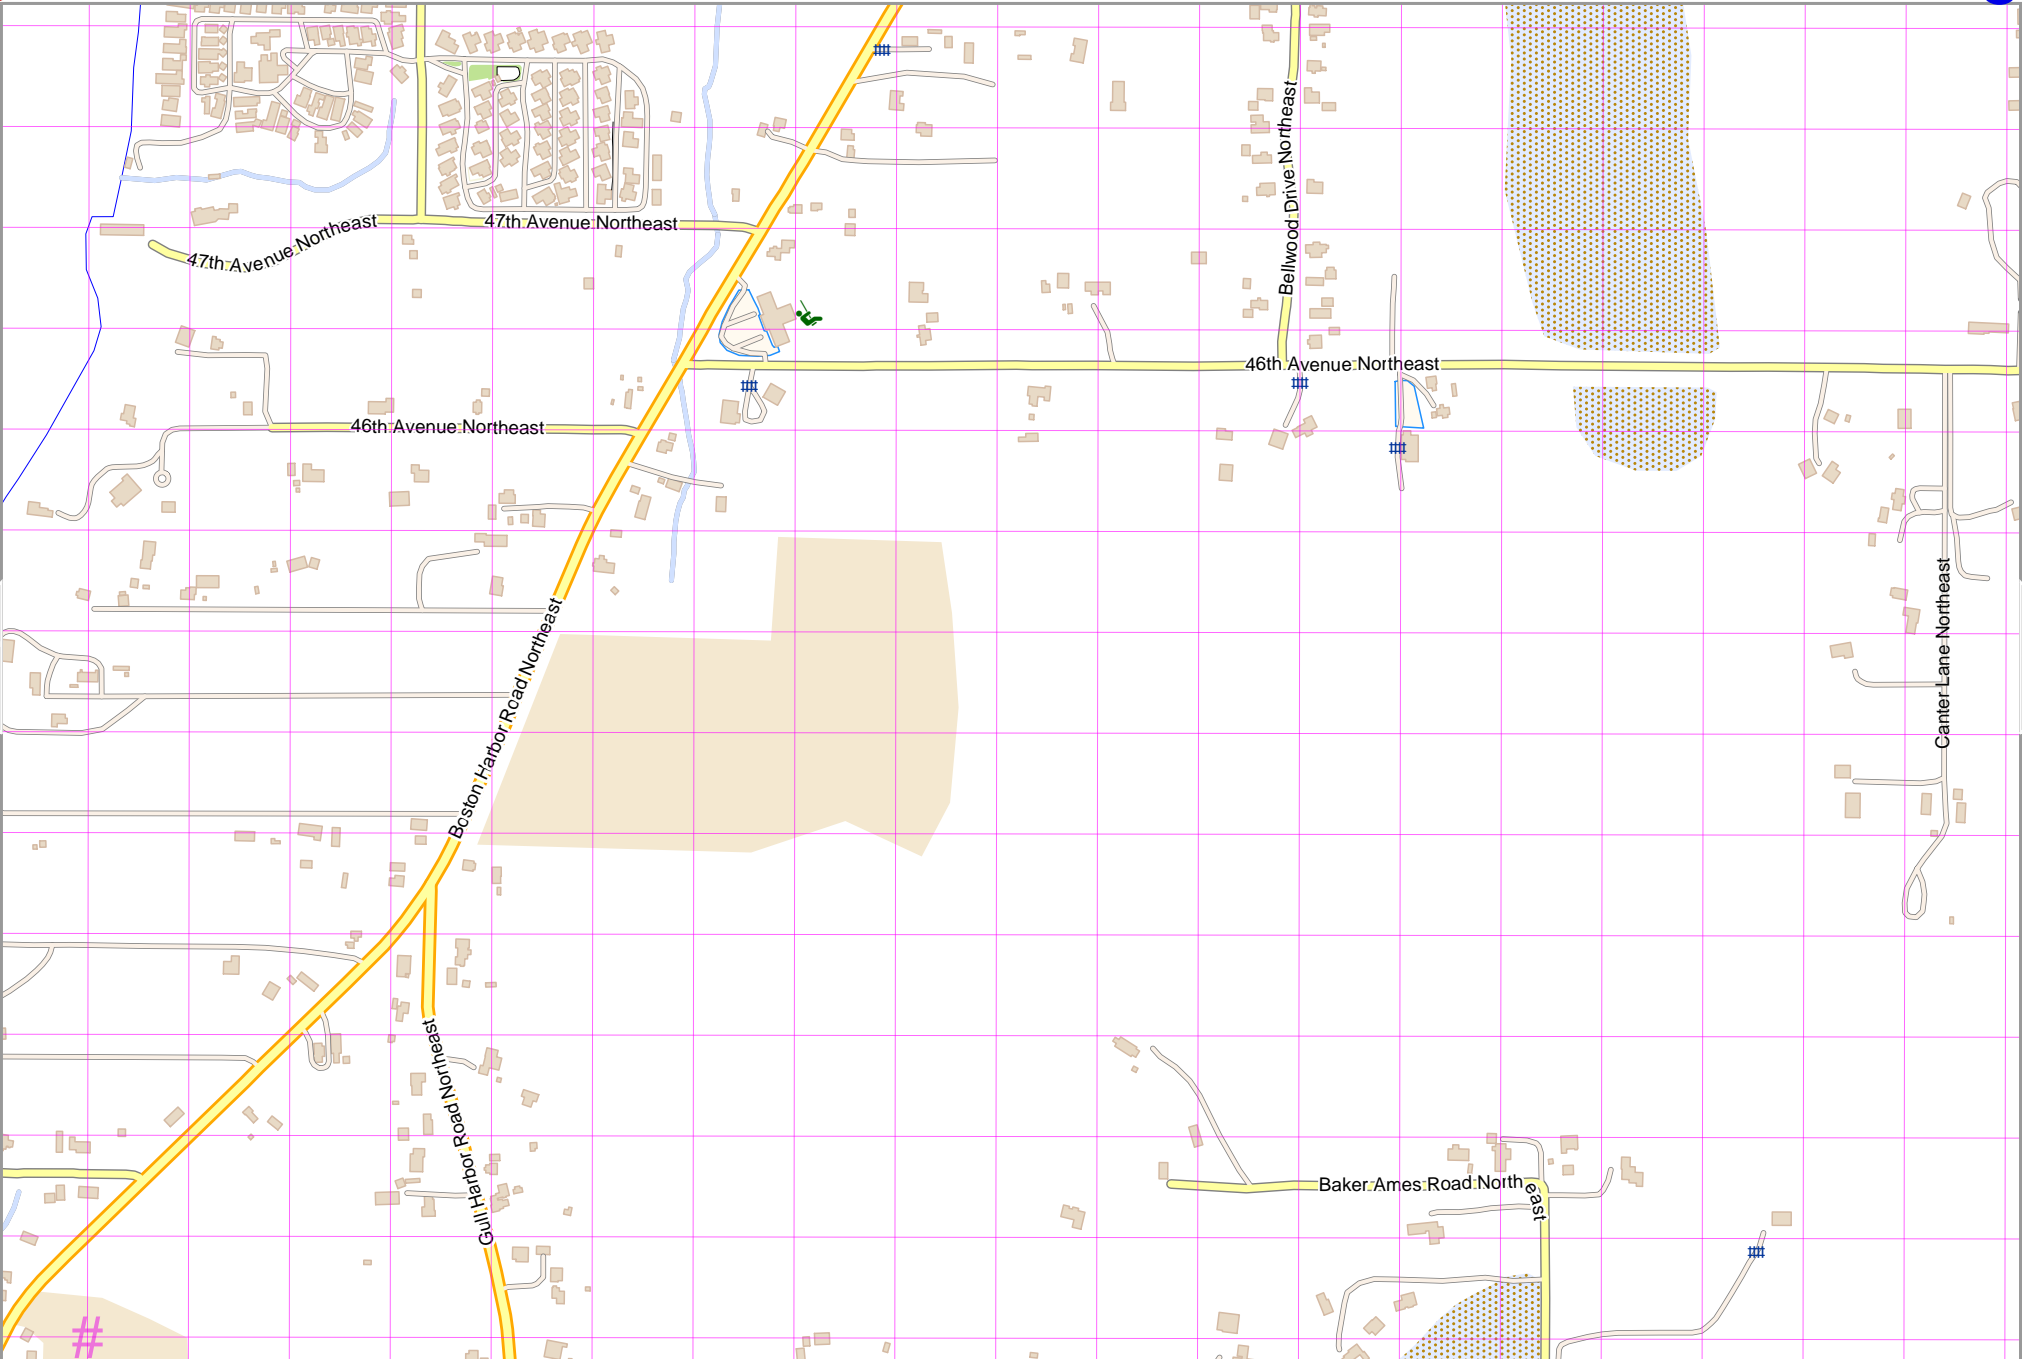 Bellwood Drive Northeast
47th Avenue Northeast
47th Avenue Northeast
46th Avenue Northeast
46th Avenue Northeast
Boston Harbor Road Northeast
Canter Lane Northeast
Gull Harbor Road Northeast
Baker Ames Road Northeast
#